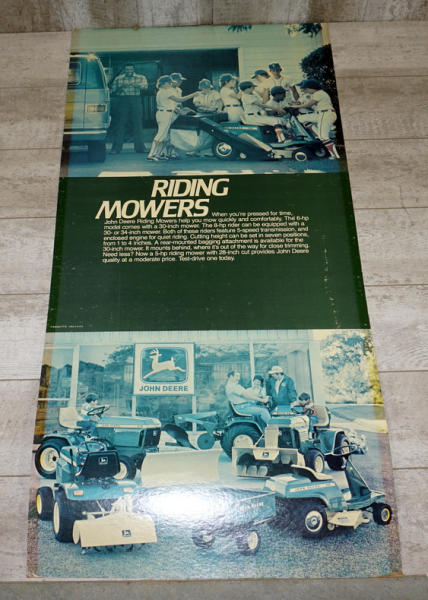 RIDING
MOWERS When you're pressed for time,
John Deere Riding Mowers help you mow quickly and comfortably. The 6-hp
model comes with a 30-inch mower. The 8-hp rider can be equipped with a
30- or 34-inch mower. Both of these riders feature 5-speed transmission, and
enclosed engine for quiet riding. Cutting height can be set in seven positions,
from 1 to 4 inches. A rear-mounted bagging attachment is available for the
30-inch mower. It mounts behind, where it's out of the way for close trimming.
Need less? Now a 5-hp riding mower with 28-inch cut provides John Deere
quality at a moderate price. Test-drive one today.
JOHN DEERE